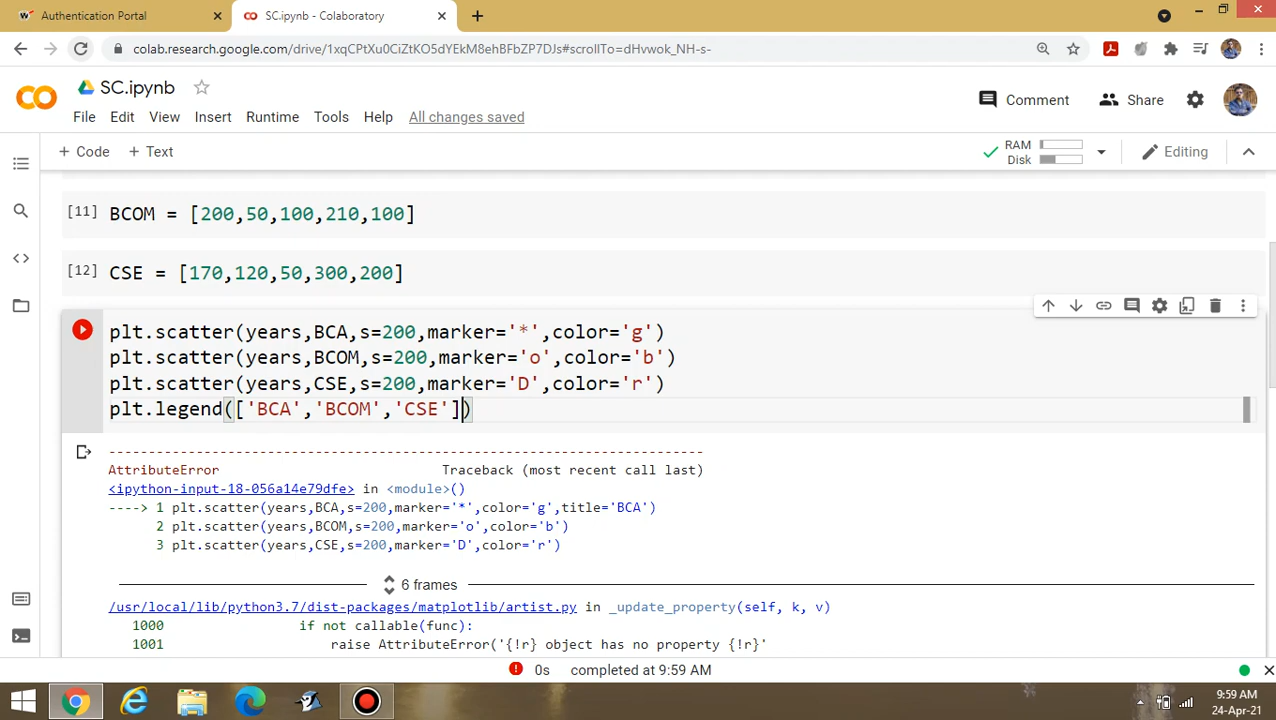 Authentication Portal
SC.ipynb - Colaboratory
colab.research.google.com/drive/1xqCPtXu0CiZtKO5dYEkM8ehBFbZP7DJs#scrollTo=dHvwok_NH-s-
SC.ipynb
Comment
Share
File Edit View Insert Runtime Tools Help All changes saved
+ Code + Text
RAM
Disk
Editing
[11] BCOM = [200,50,100,210,100]
[12] CSE = [170,120,50,300,200]
plt.scatter(years,BCA,s=200,marker='*',color='g')
plt.scatter(years,BCOM,s=200,marker='o',color='b')
plt.scatter(years,CSE,s=200,marker='D',color='r')
plt.legend(['BCA','BCOM','CSE'])
---------------------------------------------------------------------------
AttributeError Traceback (most recent call last)
<ipython-input-18-056a14e79dfe> in <module>()
----> 1 plt.scatter(years,BCA,s=200,marker='*',color='g',title='BCA')
2 plt.scatter(years,BCOM,s=200,marker='o',color='b')
3 plt.scatter(years,CSE,s=200,marker='D',color='r')
6 frames
/usr/local/lib/python3.7/dist-packages/matplotlib/artist.py in _update_property(self, k, v)
1000 if not callable(func):
1001 raise AttributeError('{!r} object has no property {!r}'
0s completed at 9:59 AM
9:59 AM
24-Apr-21